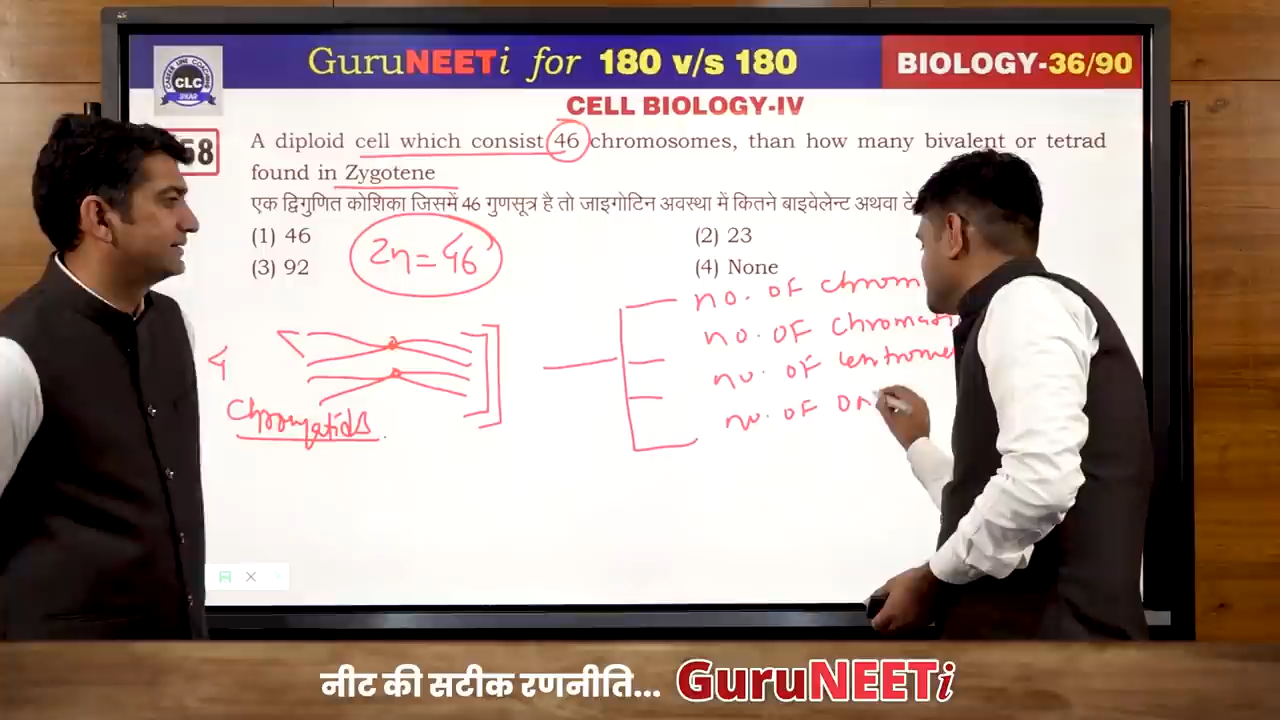 GuruNEETi for 180 v/s 180
BIOLOGY-36/90
CLC
SIKAR
CELL BIOLOGY-IV
58
A diploid cell which consist 46 chromosomes, than how many bivalent or tetrad
found in Zygotene
एक द्विगुणित कोशिका जिसमें 46 गुणसूत्र है तो जाइगोटिन अवस्था में कितने बाइवेलेन्ट अथवा
(1) 46
(2) 23
(3) 92
(4) None
2n = 46
no. of chrom
no. of chromati
no. of centrome
no. of
4
chromatids
नीट की सटीक रणनीति... GuruNEETi